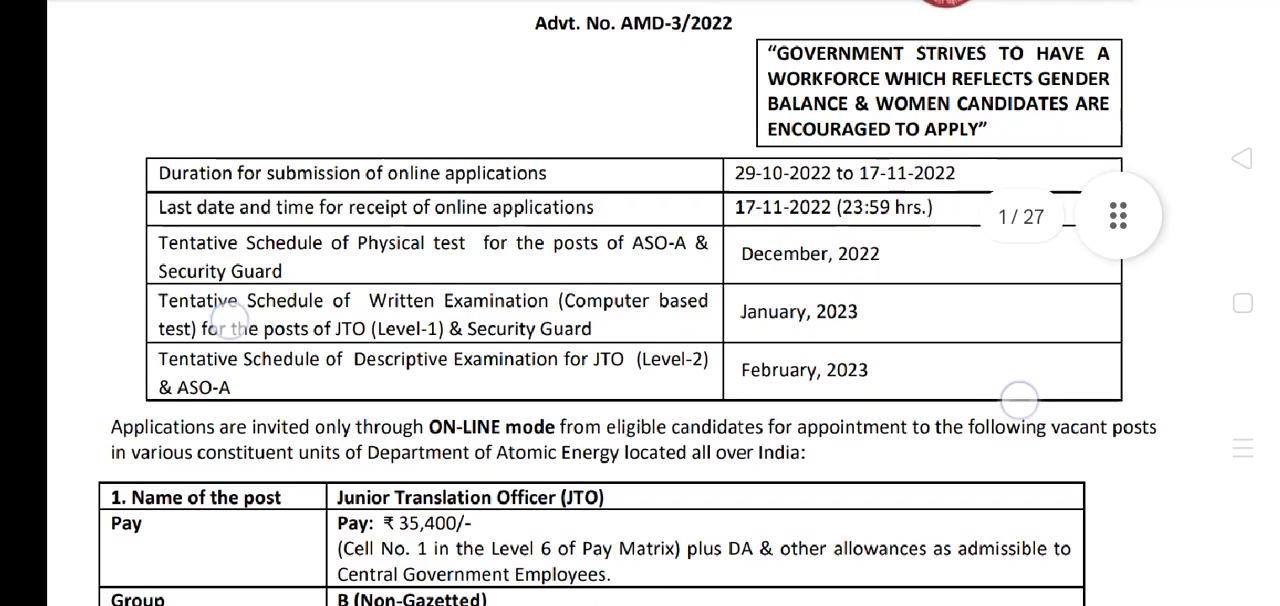 Advt. No. AMD-3/2022
“GOVERNMENT STRIVES TO HAVE A
WORKFORCE WHICH REFLECTS GENDER
BALANCE & WOMEN CANDIDATES ARE
ENCOURAGED TO APPLY”
Duration for submission of online applications 29-10-2022 to 17-11-2022
Last date and time for receipt of online applications 17-11-2022 (23:59 hrs.)
1 / 27
Tentative Schedule of Physical test for the posts of ASO-A &
Security Guard
December, 2022
Tentative Schedule of Written Examination (Computer based
test) for the posts of JTO (Level-1) & Security Guard
January, 2023
Tentative Schedule of Descriptive Examination for JTO (Level-2)
& ASO-A
February, 2023
Applications are invited only through ON-LINE mode from eligible candidates for appointment to the following vacant posts
in various constituent units of Department of Atomic Energy located all over India:
1. Name of the post Junior Translation Officer (JTO)
Pay Pay: ₹ 35,400/-
(Cell No. 1 in the Level 6 of Pay Matrix) plus DA & other allowances as admissible to
Central Government Employees.
Group B (Non-Gazetted)